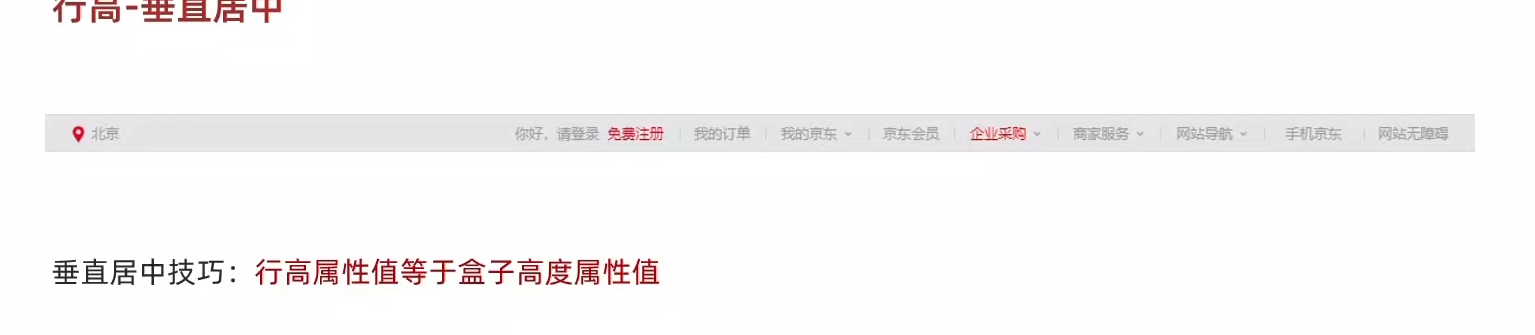 行高-垂直居中
北京 你好，请登录 免费注册 我的订单 我的京东 京东会员 企业采购 商家服务 网站导航 手机京东 网站无障碍
垂直居中技巧：行高属性值等于盒子高度属性值